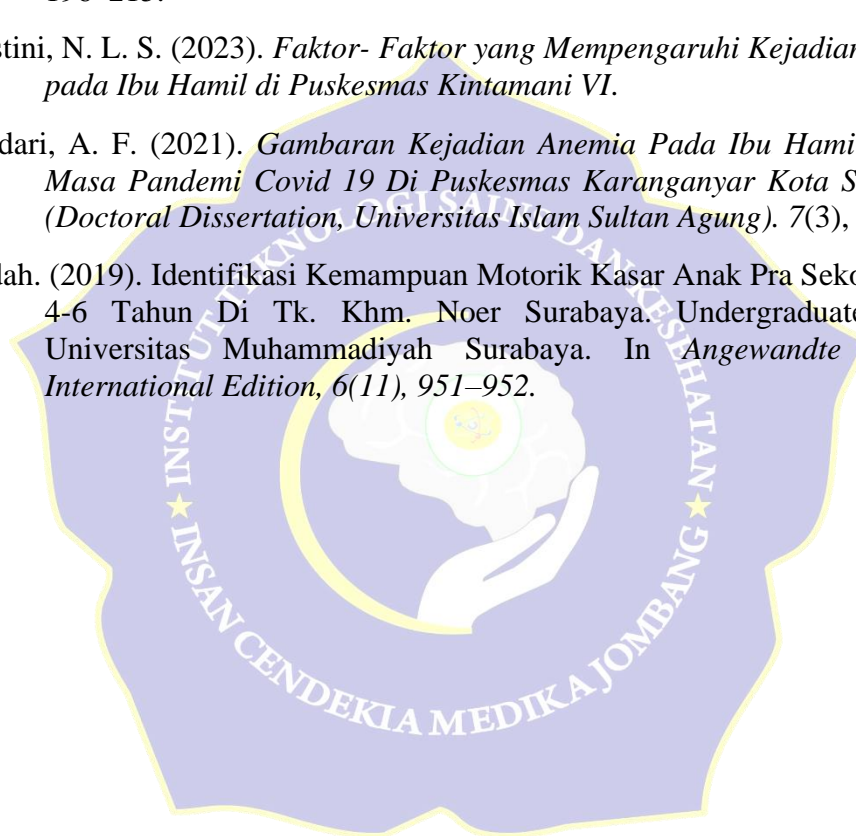 stini, N. L. S. (2023). Faktor- Faktor yang Mempengaruhi Kejadian
pada Ibu Hamil di Puskesmas Kintamani VI.
dari, A. F. (2021). Gambaran Kejadian Anemia Pada Ibu Hami
Masa Pandemi Covid 19 Di Puskesmas Karanganyar Kota S
(Doctoral Dissertation, Universitas Islam Sultan Agung). 7(3),
lah. (2019). Identifikasi Kemampuan Motorik Kasar Anak Pra Seko
4-6 Tahun Di Tk. Khm. Noer Surabaya. Undergraduate
Universitas Muhammadiyah Surabaya. In Angewandte
International Edition, 6(11), 951–952.
INSTITUT TEKNOLOGI SAINS DAN KESEHATAN
INSAN CENDEKIA MEDIKA JOMBANG